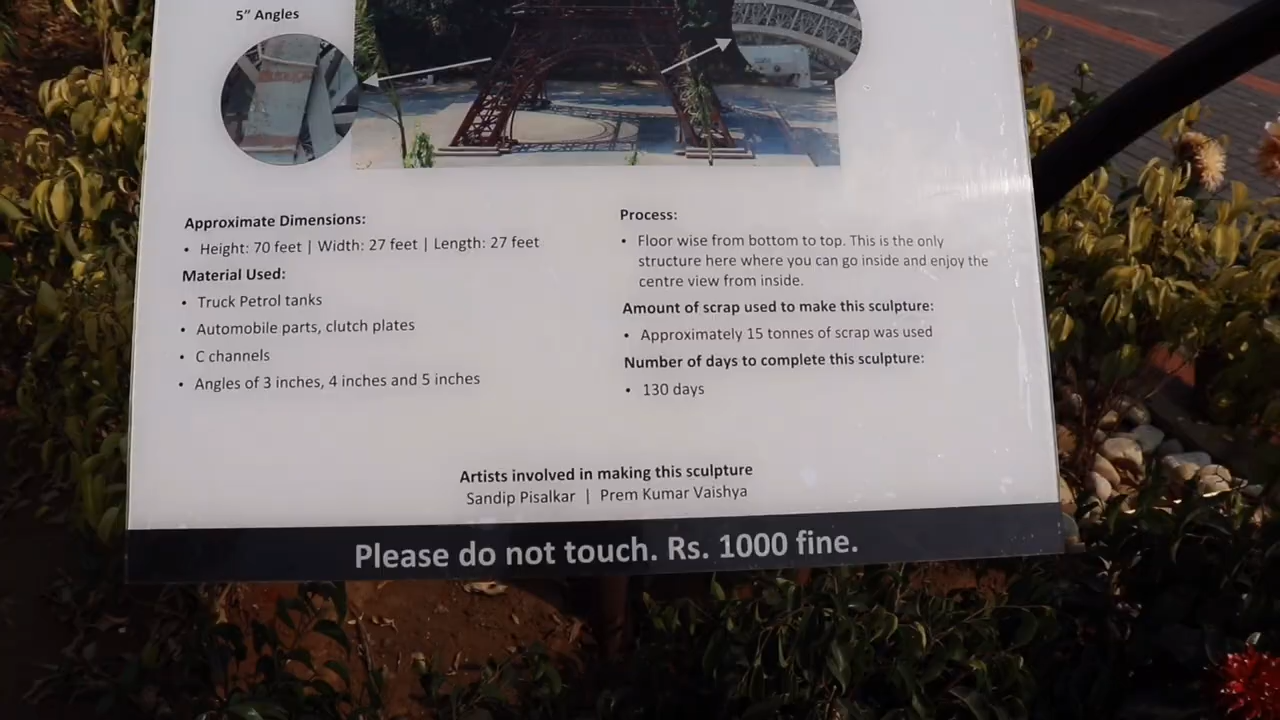 5" Angles
Approximate Dimensions:
• Height: 70 feet | Width: 27 feet | Length: 27 feet
Material Used:
• Truck Petrol tanks
• Automobile parts, clutch plates
• C channels
• Angles of 3 inches, 4 inches and 5 inches
Process:
• Floor wise from bottom to top. This is the only
structure here where you can go inside and enjoy the
centre view from inside.
Amount of scrap used to make this sculpture:
• Approximately 15 tonnes of scrap was used
Number of days to complete this sculpture:
• 130 days
Artists involved in making this sculpture
Sandip Pisalkar | Prem Kumar Vaishya
Please do not touch. Rs. 1000 fine.